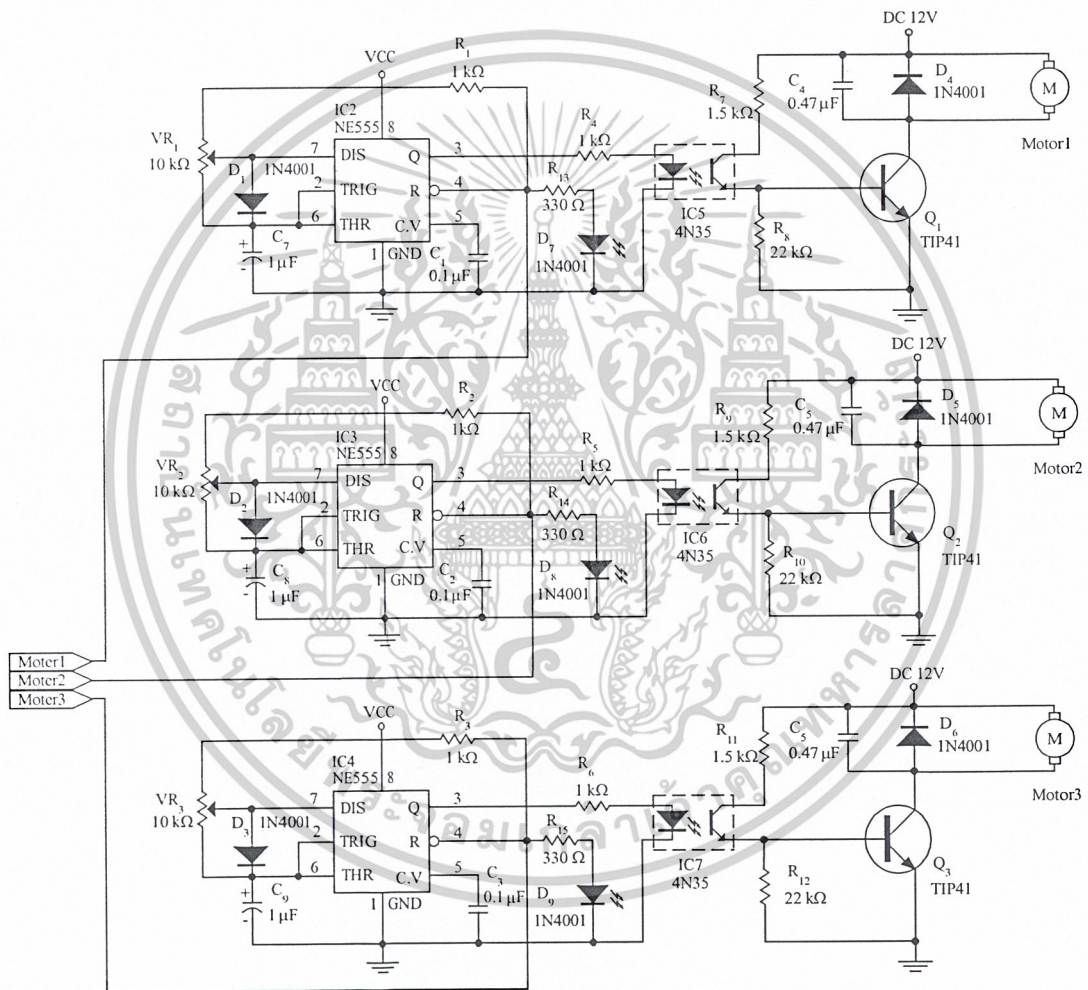 DC 12V
VCC
R1
1 kΩ
IC2
NE555
8
VR1
10 kΩ
7
DIS
Q
3
D1
1N4001
2
TRIG
R
4
6
THR
C.V
5
C7
1 µF
+
-
1
GND
C1
0.1 µF
R4
1 kΩ
R13
330 Ω
D7
1N4001
IC5
4N35
R7
1.5 kΩ
C4
0.47 µF
D4
1N4001
M
Motor1
R8
22 kΩ
Q1
TIP41
DC 12V
VCC
R2
1kΩ
IC3
NE555
8
VR2
10 kΩ
7
DIS
Q
3
D2
1N4001
2
TRIG
R
4
6
THR
C.V
5
C8
1 µF
+
-
1
GND
C2
0.1 µF
R5
1 kΩ
R14
330 Ω
D8
1N4001
IC6
4N35
R9
1.5 kΩ
C5
0.47 µF
D5
1N4001
M
Motor2
R10
22 kΩ
Q2
TIP41
Moter1
Moter2
Moter3
DC 12V
VCC
R3
1 kΩ
IC4
NE555
8
VR3
10 kΩ
7
DIS
Q
3
D3
1N4001
2
TRIG
R
4
6
THR
C.V
5
C9
1 µF
+
-
1
GND
C3
0.1 µF
R6
1 kΩ
R15
330 Ω
D9
1N4001
IC7
4N35
R11
1.5 kΩ
C5
0.47 µF
D6
1N4001
M
Motor3
R12
22 kΩ
Q3
TIP41